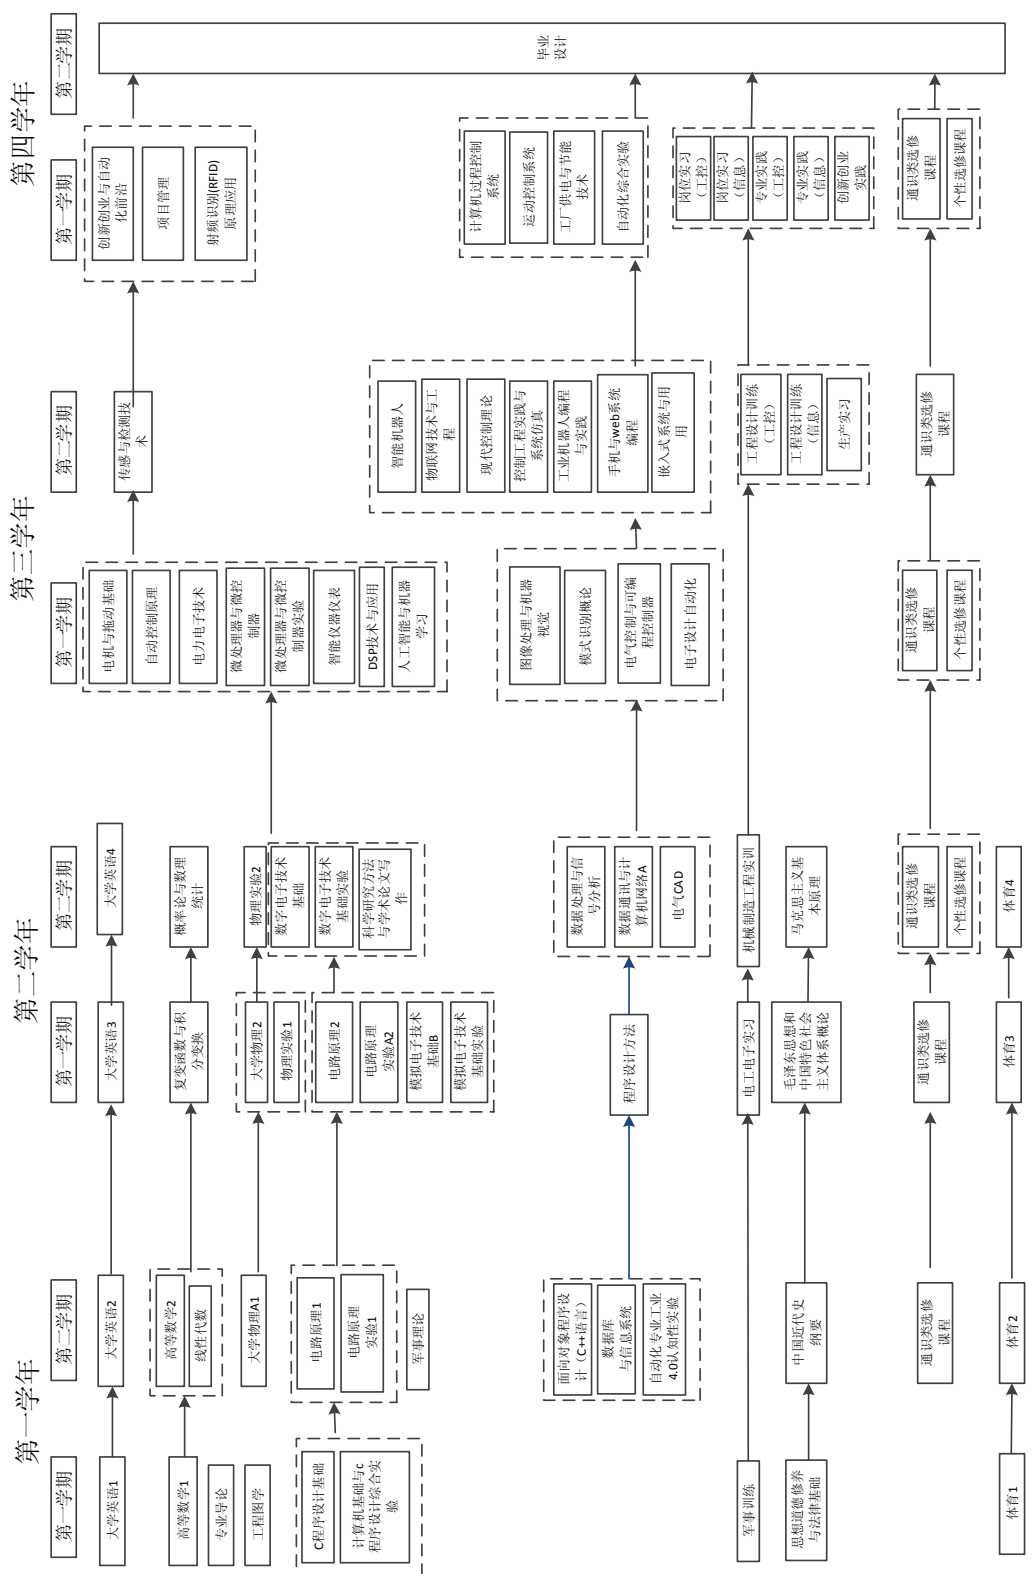 第一学年
第二学年
第三学年
第四学年
第一学期
第二学期
第一学期
第二学期
第一学期
第二学期
第一学期
第二学期
大学英语1
大学英语2
大学英语3
大学英语4
高等数学1
专业导论
工程图学
高等数学2
线性代数
复变函数与积
分变换
概率论与数理
统计
大学物理A1
大学物理2
物理实验1
物理实验2
C程序设计基础
计算机基础与c
程序设计综合实
验
电路原理1
电路原理
实验1
军事理论
电路原理2
电路原理
实验A2
模拟电子技术
基础B
模拟电子技术
基础实验
数字电子技术
基础
数字电子技术
基础实验
科学研究方法
与学术论文写
作
电机与拖动基础
自动控制原理
电力电子技术
微处理器与微控
制器
微处理器与微控
制器实验
智能仪器仪表
DSP技术与应用
人工智能与机器
学习
传感与检测技
术
创新创业与自动
化前沿
项目管理
射频识别(RFID)
原理应用
面向对象程序设
计（C++语言）
数据库
与信息系统
自动化专业工业
4.0认知性实验
程序设计方法
数据处理与信
号分析
数据通讯与计
算机网络A
电气CAD
图像处理与机器
视觉
模式识别概论
电气控制与可编
程控制器
电子设计自动化
智能机器人
物联网技术与工
程
现代控制理论
控制工程实践与
系统仿真
工业机器人编程
与实践
手机与web系统
编程
嵌入式系统与用
用
计算机过程控制
系统
运动控制系统
工厂供电与节能
技术
自动化综合实验
军事训练
电工电子实习
机械制造工程实训
工程设计训练
（工控）
工程设计训练
（信息）
生产实习
岗位实习
（工控）
岗位实习
（信息）
专业实践
（工控）
专业实践
（信息）
创新创业
实践
思想道德修养
与法律基础
中国近代史
纲要
毛泽东思想和
中国特色社会
主义体系概论
马克思主义基
本原理
通识类选修
课程
通识类选修
课程
通识类选修
课程
个性选修课程
通识类选修
课程
个性选修课程
通识类选修
课程
通识类选修
课程
个性选修课程
体育1
体育2
体育3
体育4
毕业
设计